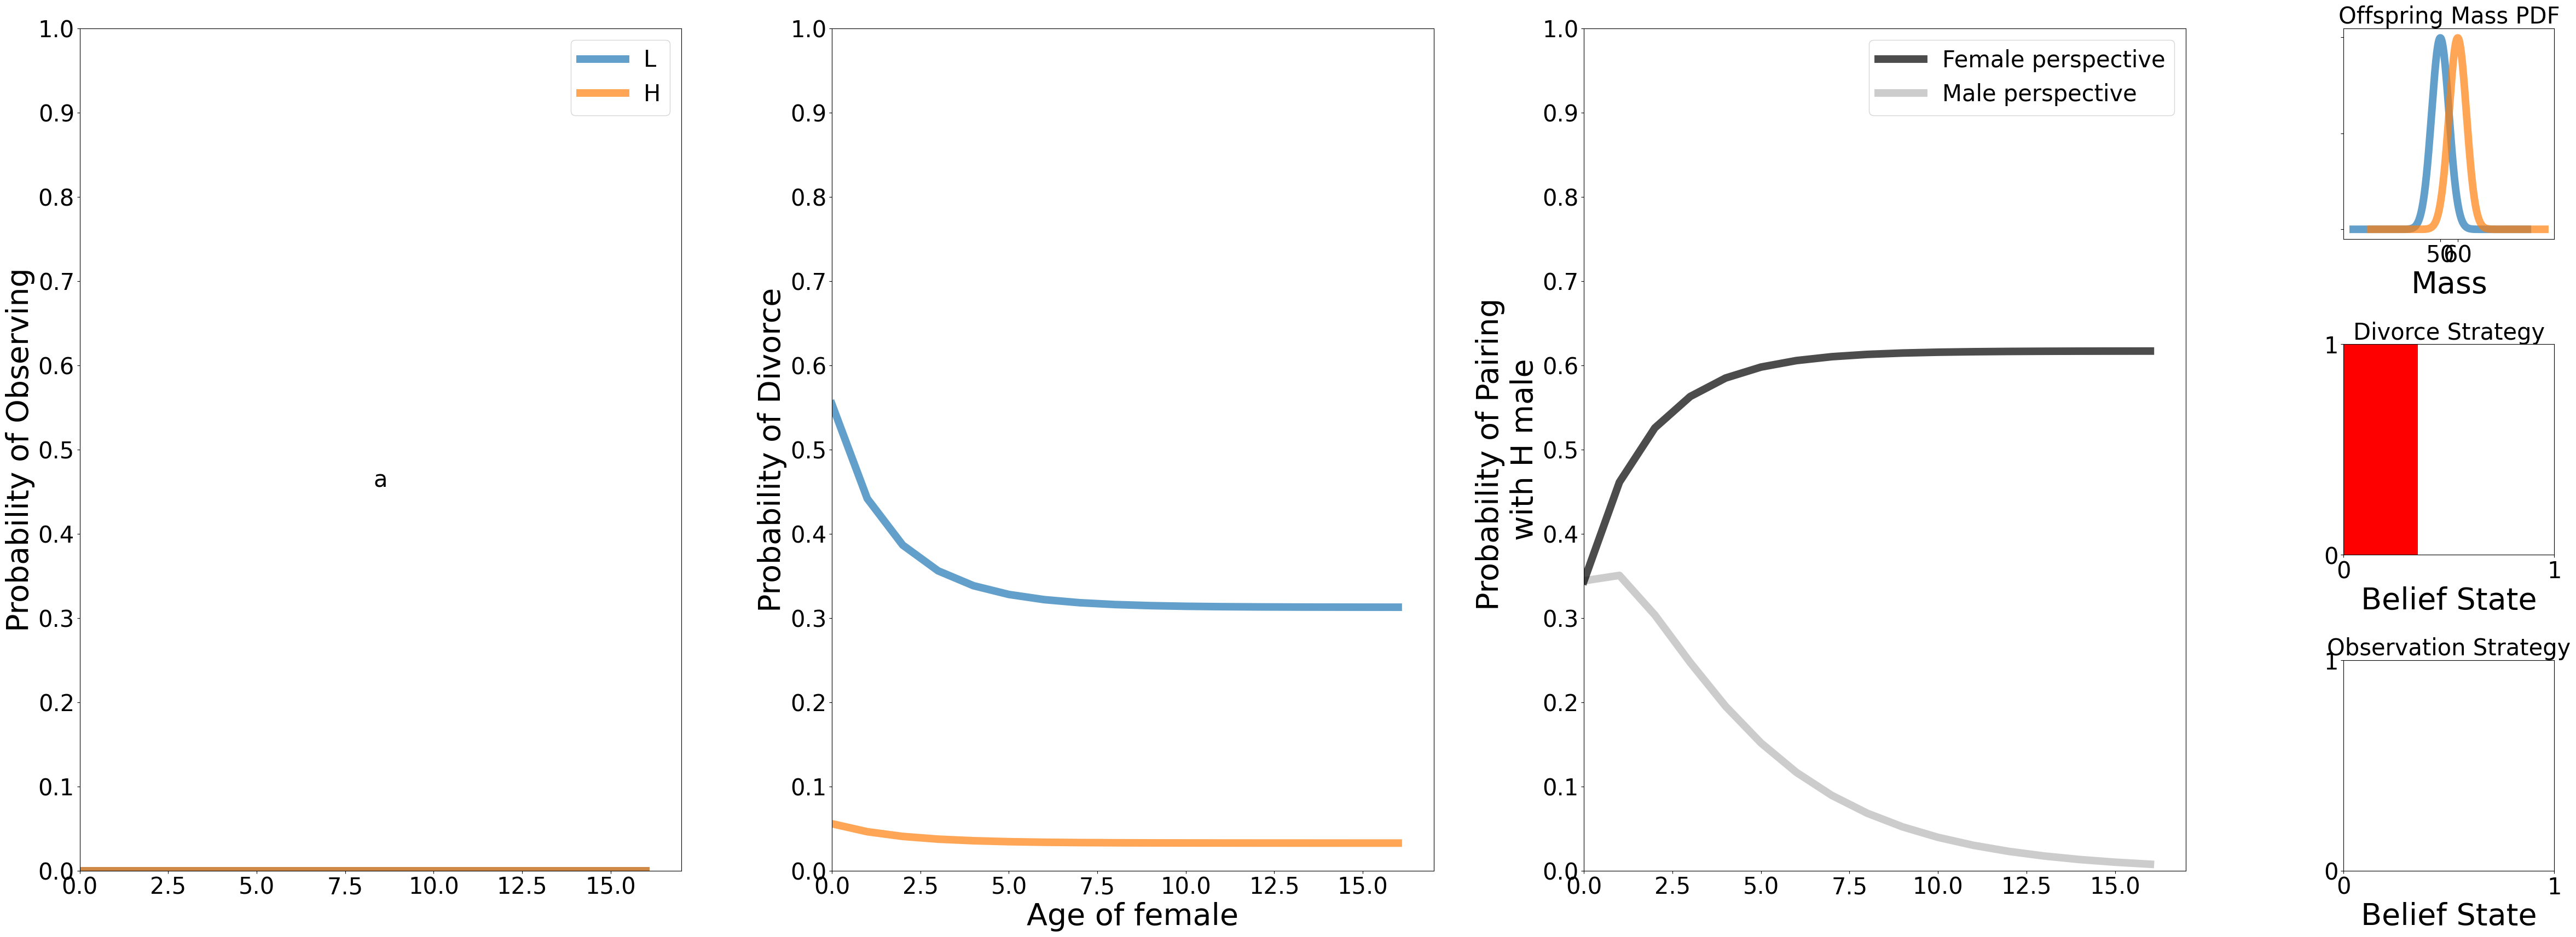 1.0
0.9
0.8
0.7
0.6
0.5
0.4
0.3
0.2
0.1
0.0
Probability of Observing
L
H
a
0.0 2.5 5.0 7.5 10.0 12.5 15.0
1.0
0.9
0.8
0.7
0.6
0.5
0.4
0.3
0.2
0.1
0.0
Probability of Divorce
0.0 2.5 5.0 7.5 10.0 12.5 15.0
Age of female
1.0
0.9
0.8
0.7
0.6
0.5
0.4
0.3
0.2
0.1
0.0
Probability of Pairing
with H male
Female perspective
Male perspective
0.0 2.5 5.0 7.5 10.0 12.5 15.0
Offspring Mass PDF
50 60
Mass
Divorce Strategy
1
0
0 1
Belief State
Observation Strategy
1
0
0 1
Belief State